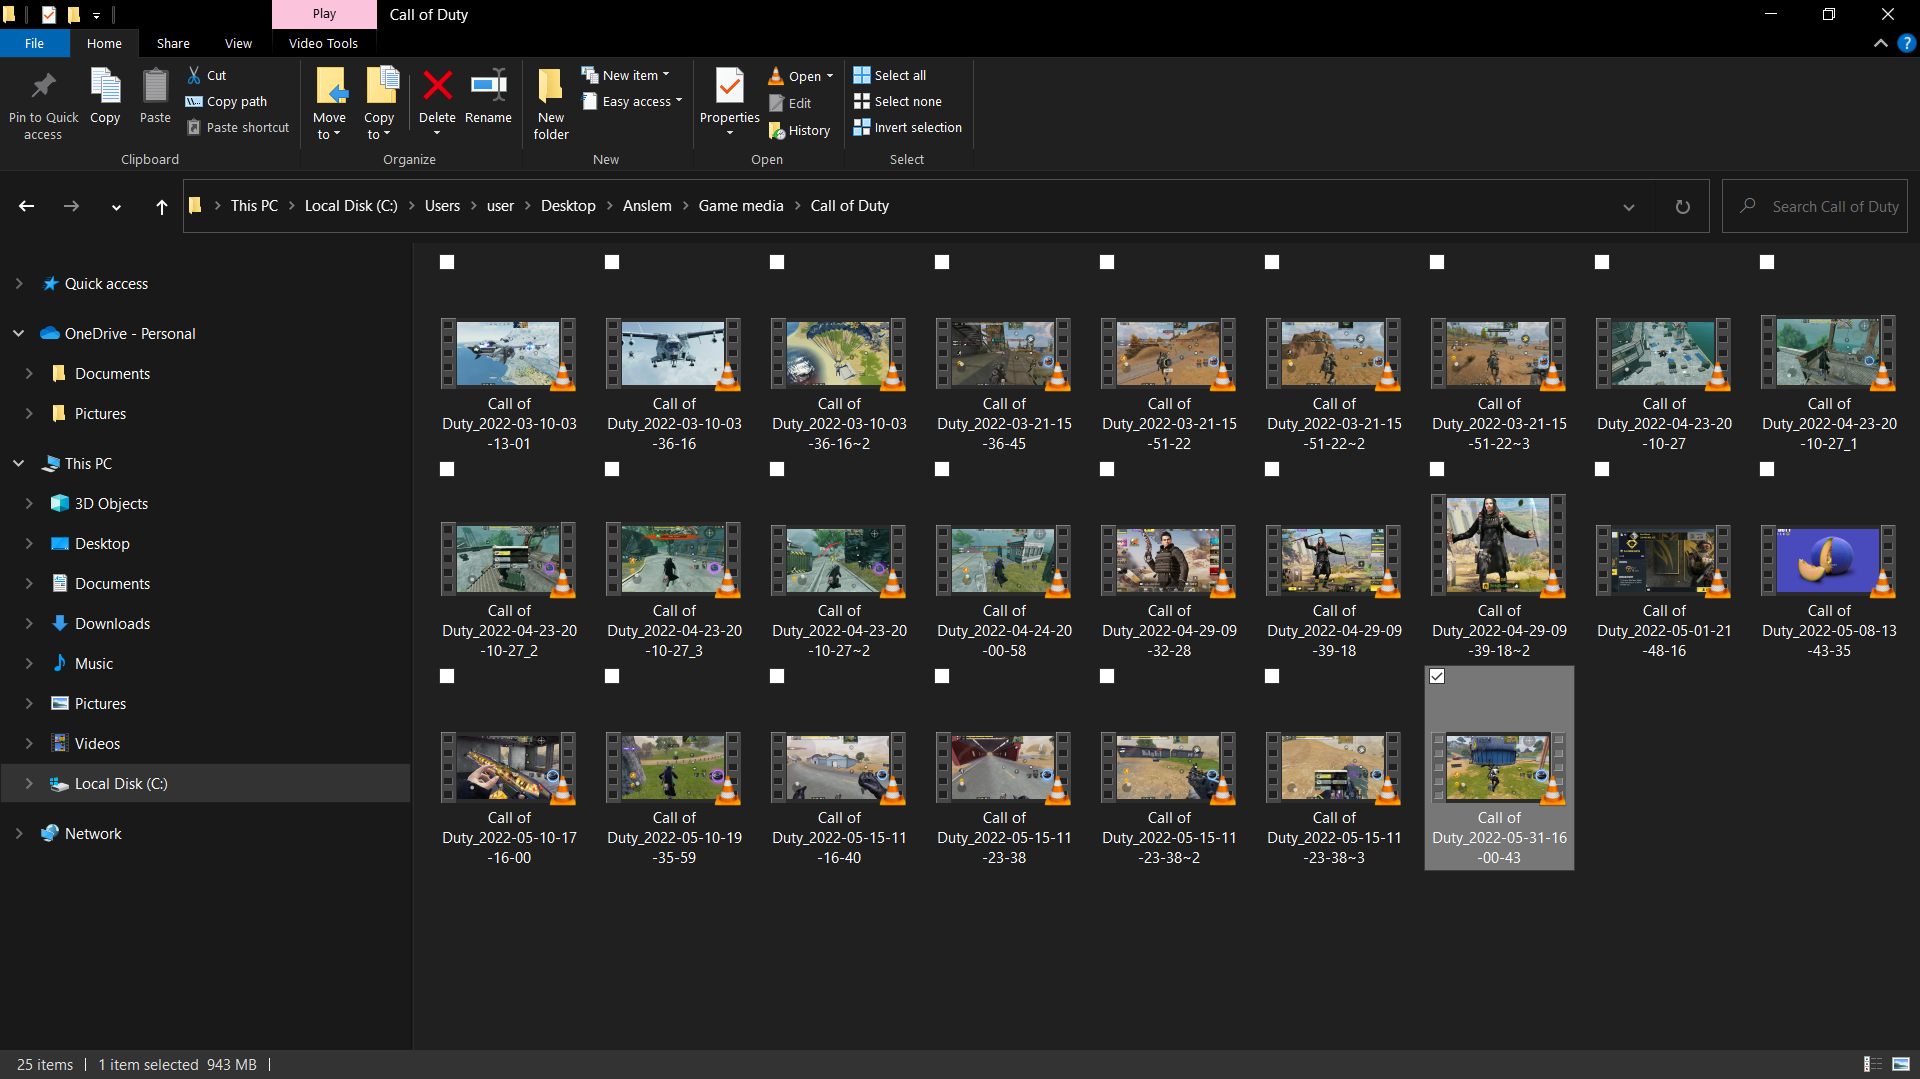 Play
Call of Duty
File
Home
Share
View
Video Tools
Pin to Quick
access
Copy
Paste
Cut
Copy path
Paste shortcut
Clipboard
Move
to
Copy
to
Delete
Rename
Organize
New
folder
New item
Easy access
New
Properties
Open
Edit
History
Open
Select all
Select none
Invert selection
Select
This PC
Local Disk (C:)
Users
user
Desktop
Anslem
Game media
Call of Duty
Search Call of Duty
Quick access
OneDrive - Personal
Documents
Pictures
This PC
3D Objects
Desktop
Documents
Downloads
Music
Pictures
Videos
Local Disk (C:)
Network
Call of
Duty_2022-03-10-03
-13-01
Call of
Duty_2022-03-10-03
-36-16
Call of
Duty_2022-03-10-03
-36-16~2
Call of
Duty_2022-03-21-15
-36-45
Call of
Duty_2022-03-21-15
-51-22
Call of
Duty_2022-03-21-15
-51-22~2
Call of
Duty_2022-03-21-15
-51-22~3
Call of
Duty_2022-04-23-20
-10-27
Call of
Duty_2022-04-23-20
-10-27_1
Call of
Duty_2022-04-23-20
-10-27_2
Call of
Duty_2022-04-23-20
-10-27_3
Call of
Duty_2022-04-23-20
-10-27~2
Call of
Duty_2022-04-24-20
-00-58
Call of
Duty_2022-04-29-09
-32-28
Call of
Duty_2022-04-29-09
-39-18
Call of
Duty_2022-04-29-09
-39-18~2
Call of
Duty_2022-05-01-21
-48-16
Call of
Duty_2022-05-08-13
-43-35
Call of
Duty_2022-05-10-17
-16-00
Call of
Duty_2022-05-10-19
-35-59
Call of
Duty_2022-05-15-11
-16-40
Call of
Duty_2022-05-15-11
-23-38
Call of
Duty_2022-05-15-11
-23-38~2
Call of
Duty_2022-05-15-11
-23-38~3
Call of
Duty_2022-05-31-16
-00-43
25 items
1 item selected 943 MB